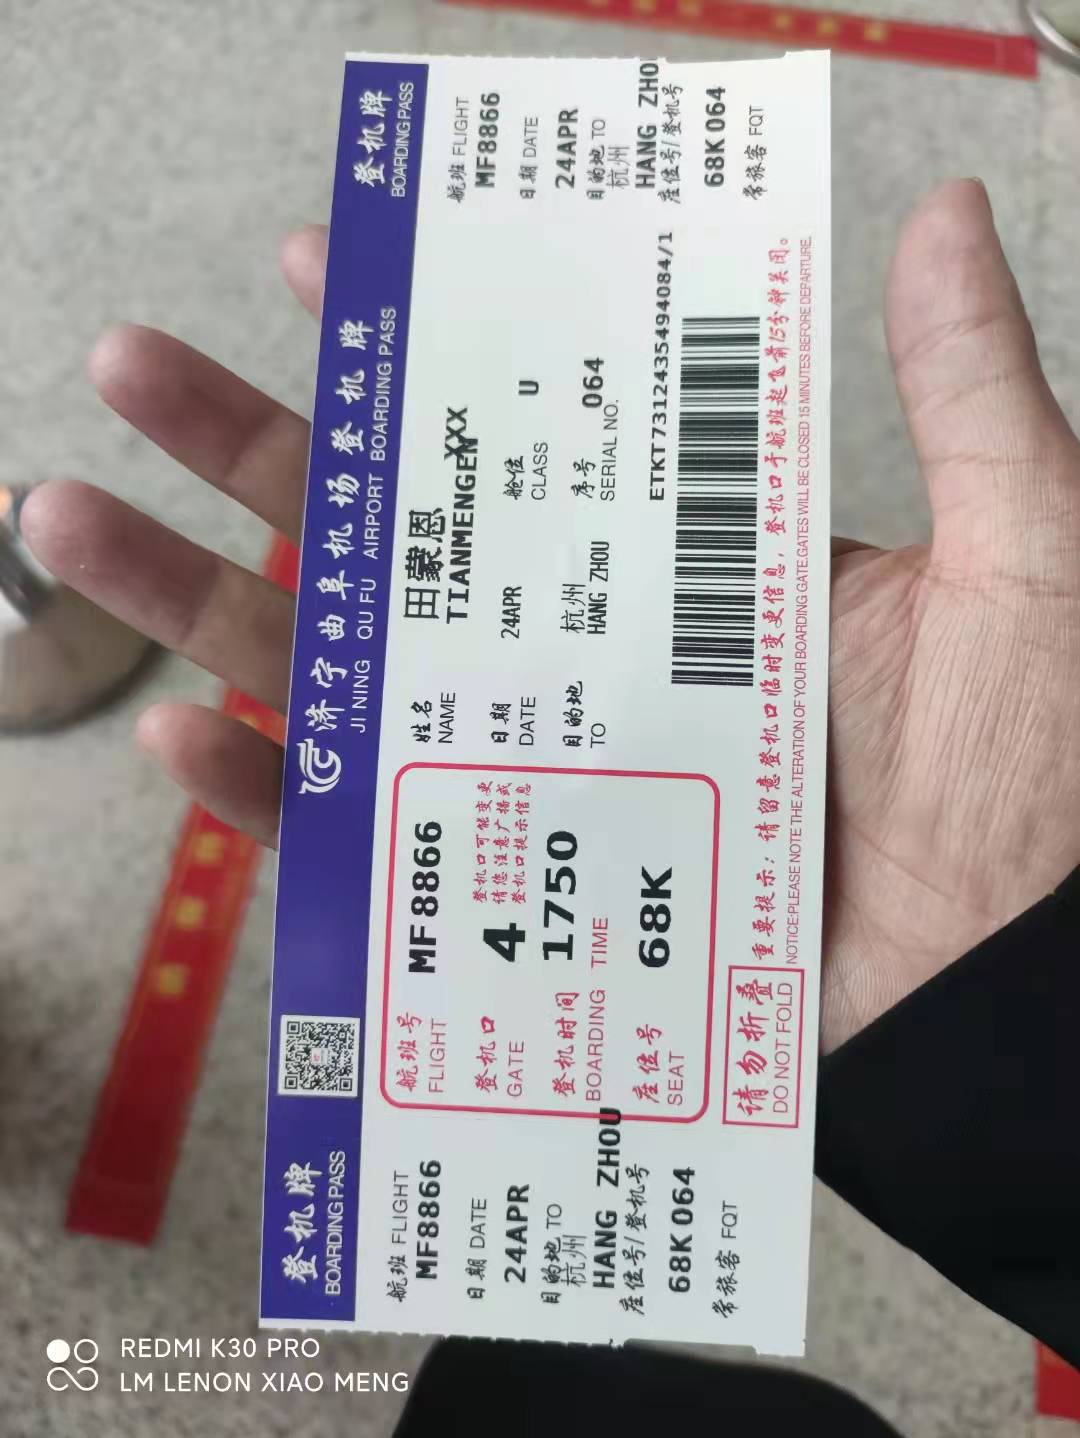 登机牌
BOARDING PASS
航班 FLIGHT
MF8866
日期 DATE
24APR
目的地 TO
杭州
HANG ZHOU
座位号/登机号
68K 064
常旅客 FQT
济宁曲阜机场登机牌
JI NING QU FU AIRPORT BOARDING PASS
航班号
FLIGHT
MF8866
登机口
GATE
4
登机口可能变更
请您注意广播或
登机口提示信息
登机时间
BOARDING TIME
1750
座位号
SEAT
68K
姓名
NAME
田蒙恩
TIANMENGEN
XXX
日期
DATE
24APR
舱位
CLASS
U
目的地
TO
杭州
HANG ZHOU
序号
SERIAL NO.
064
ETKT7312435494084/1
请勿折叠
DO NOT FOLD
重要提示：请留意登机口临时变更信息，登机口于航班起飞前15分钟关闭。
NOTICE:PLEASE NOTE THE ALTERATION OF YOUR BOARDING GATE.GATES WILL BE CLOSED 15 MINUTES BEFORE DEPARTURE.
登机牌
BOARDING PASS
航班 FLIGHT
MF8866
日期 DATE
24APR
目的地 TO
杭州
HANG ZHO
座位号/登机号
68K 064
常旅客 FQT
REDMI K30 PRO
LM LENON XIAO MENG